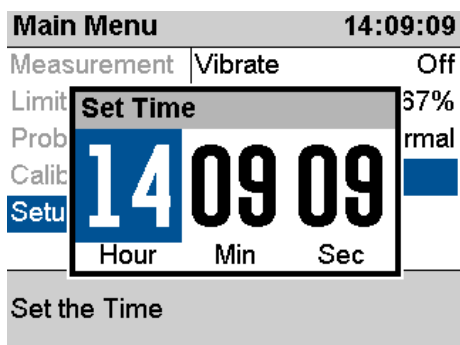 Main Menu 14:09:09
Measurement Vibrate Off
Limit 67%
Set Time
Prob rmal
Calib
14 09 09
Setu
Hour Min Sec
Set the Time